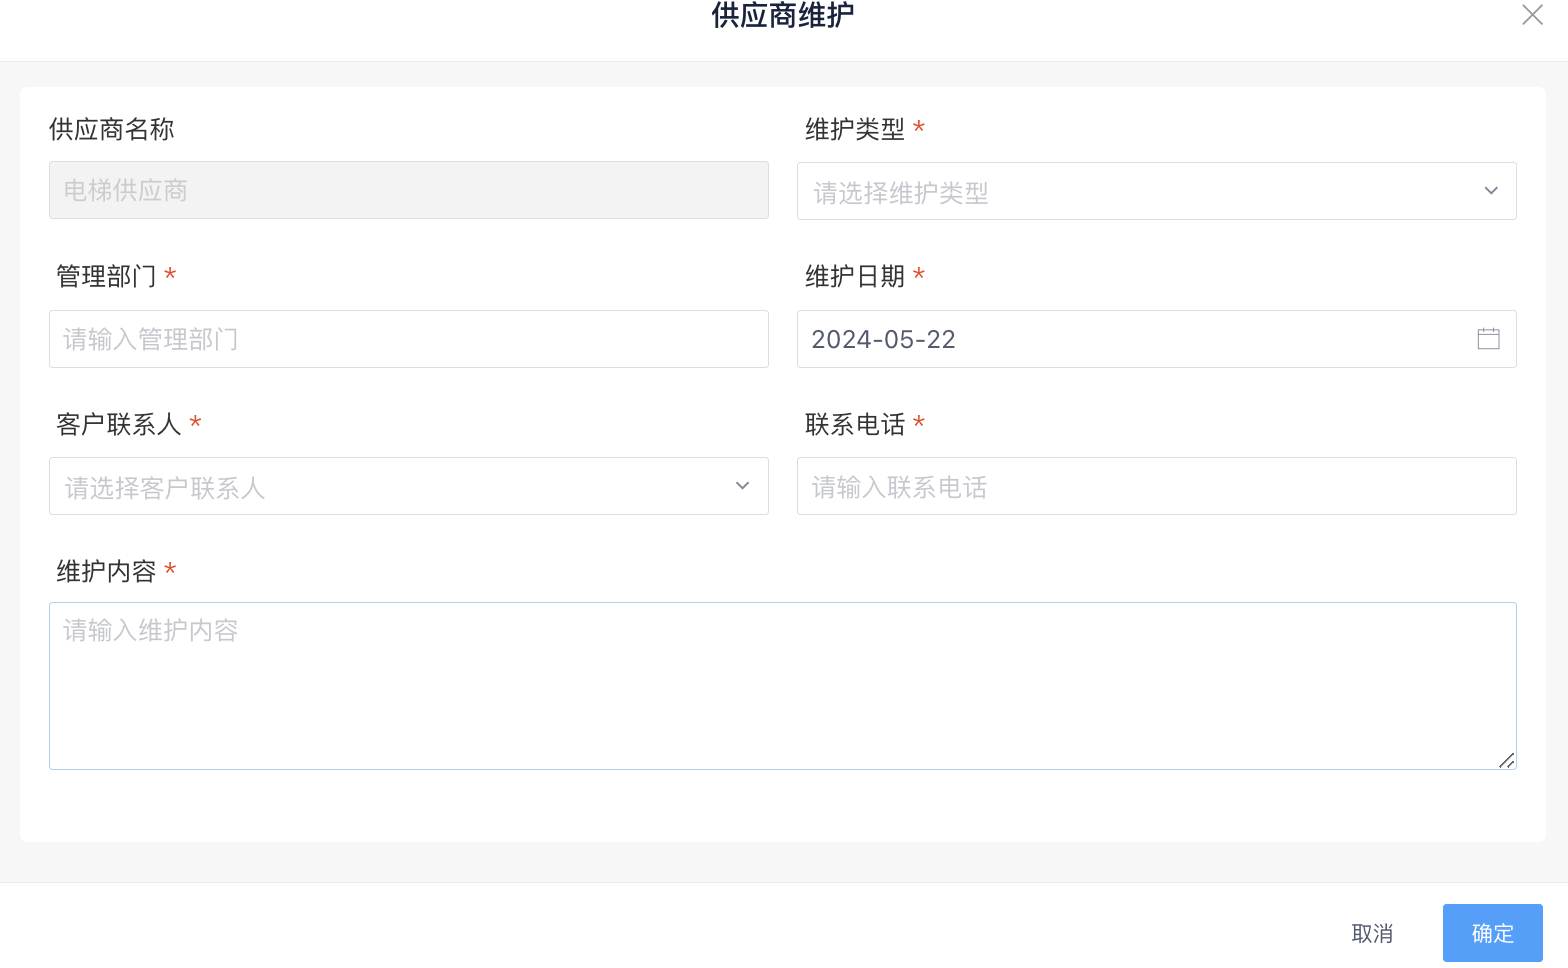 供应商维护
供应商名称
维护类型 *
电梯供应商
请选择维护类型
管理部门 *
维护日期 *
请输入管理部门
2024-05-22
客户联系人 *
联系电话 *
请选择客户联系人
请输入联系电话
维护内容 *
请输入维护内容
取消
确定